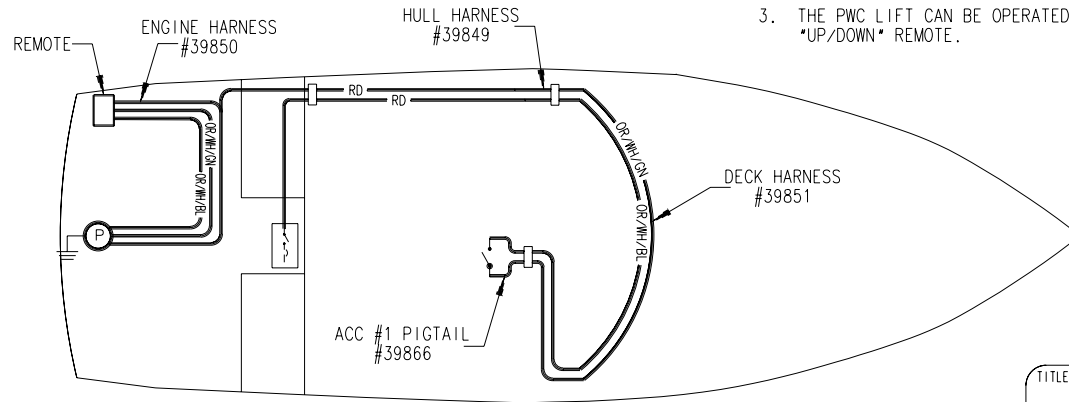 3. THE PWC LIFT CAN BE OPERATED
"UP/DOWN" REMOTE.
HULL HARNESS
#39849
ENGINE HARNESS
#39850
REMOTE
RD
RD
OR/WH/GN
OR/WH/BL
OR/WH/GN
OR/WH/BL
DECK HARNESS
#39851
P
ACC #1 PIGTAIL
#39866
TITLE